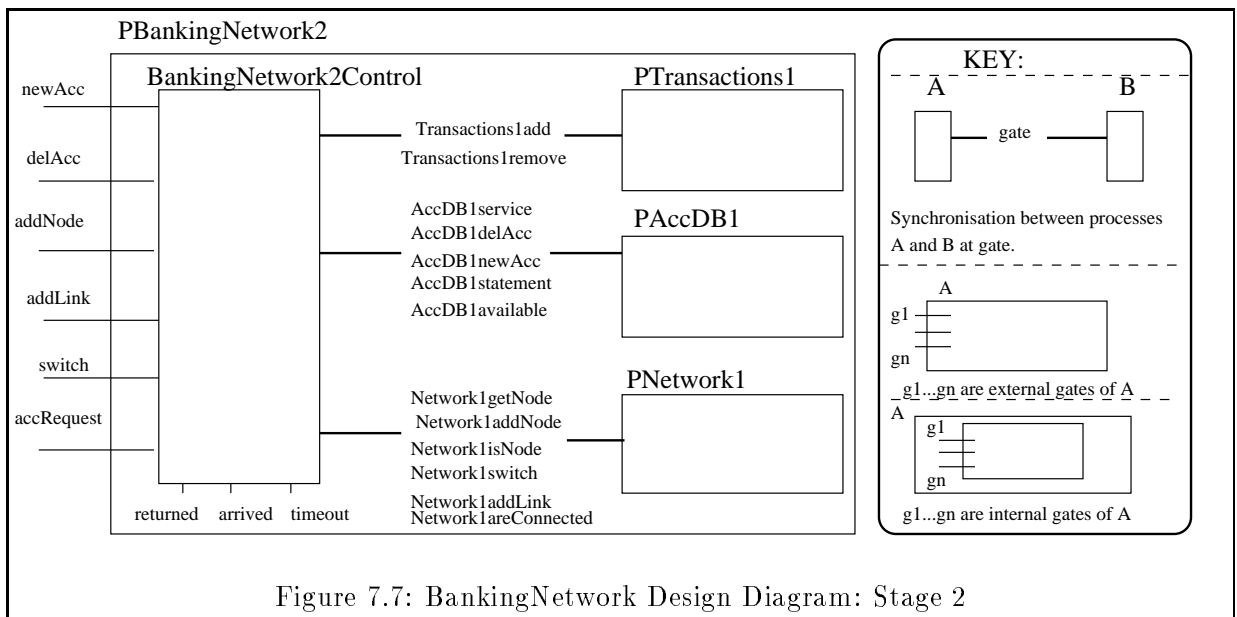 PBankingNetwork2
BankingNetwork2Control
PTransactions1
newAcc
delAcc
addNode
addLink
switch
accRequest
Transactions1add
Transactions1remove
AccDB1service
AccDB1delAcc
AccDB1newAcc
AccDB1statement
AccDB1available
PAccDB1
Network1getNode
Network1addNode
Network1isNode
Network1switch
Network1addLink
Network1areConnected
PNetwork1
returned arrived timeout
KEY:
A B
gate
Synchronisation between processes
A and B at gate.
A
g1
gn
g1...gn are external gates of A
A
g1
gn
g1...gn are internal gates of A
Figure 7.7: BankingNetwork Design Diagram: Stage 2